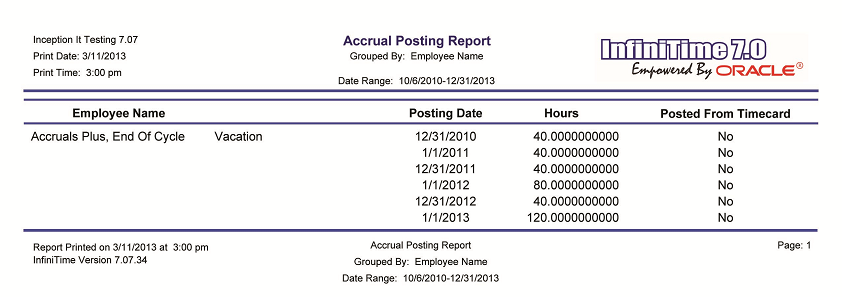 Inception It Testing 7.07
Print Date: 3/11/2013
Print Time: 3:00 pm
Accrual Posting Report
Grouped By: Employee Name
Date Range: 10/6/2010-12/31/2013
InfiniTime 7.0
Empowered By ORACLE®
Employee Name Posting Date Hours Posted From Timecard
Accruals Plus, End Of Cycle Vacation 12/31/2010 40.0000000000 No
1/1/2011 40.0000000000 No
12/31/2011 40.0000000000 No
1/1/2012 80.0000000000 No
12/31/2012 40.0000000000 No
1/1/2013 120.0000000000 No
Report Printed on 3/11/2013 at 3:00 pm
InfiniTime Version 7.07.34
Accrual Posting Report
Grouped By: Employee Name
Date Range: 10/6/2010-12/31/2013
Page: 1